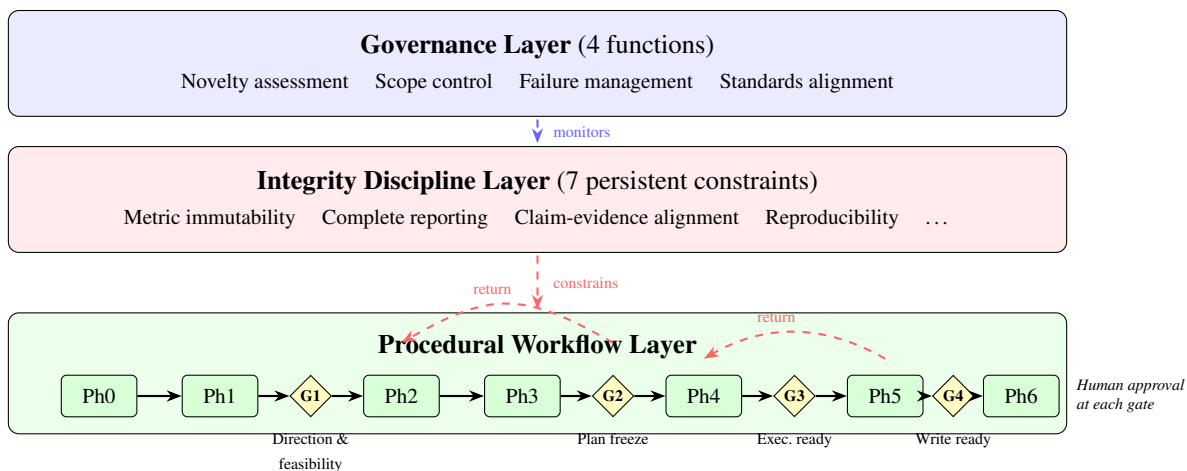 Governance Layer (4 functions)
Novelty assessment Scope control Failure management Standards alignment
monitors
Integrity Discipline Layer (7 persistent constraints)
Metric immutability Complete reporting Claim-evidence alignment Reproducibility ...
constrains
return
return
Procedural Workflow Layer
Ph0 Ph1 G1 Ph2 Ph3 G2 Ph4 G3 Ph5 G4 Ph6
Human approval
at each gate
Direction &
feasibility
Plan freeze
Exec. ready
Write ready